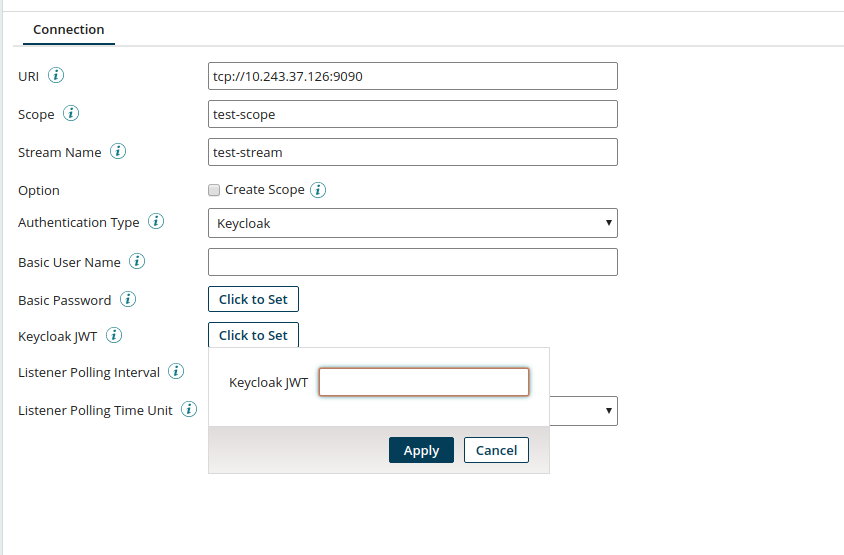 Connection
URI i tcp://10.243.37.126:9090
Scope i test-scope
Stream Name i test-stream
Option Create Scope i
Authentication Type i Keycloak
Basic User Name i
Basic Password i Click to Set
Keycloak JWT i Click to Set
Listener Polling Interval i
Keycloak JWT
Listener Polling Time Unit i
Apply Cancel